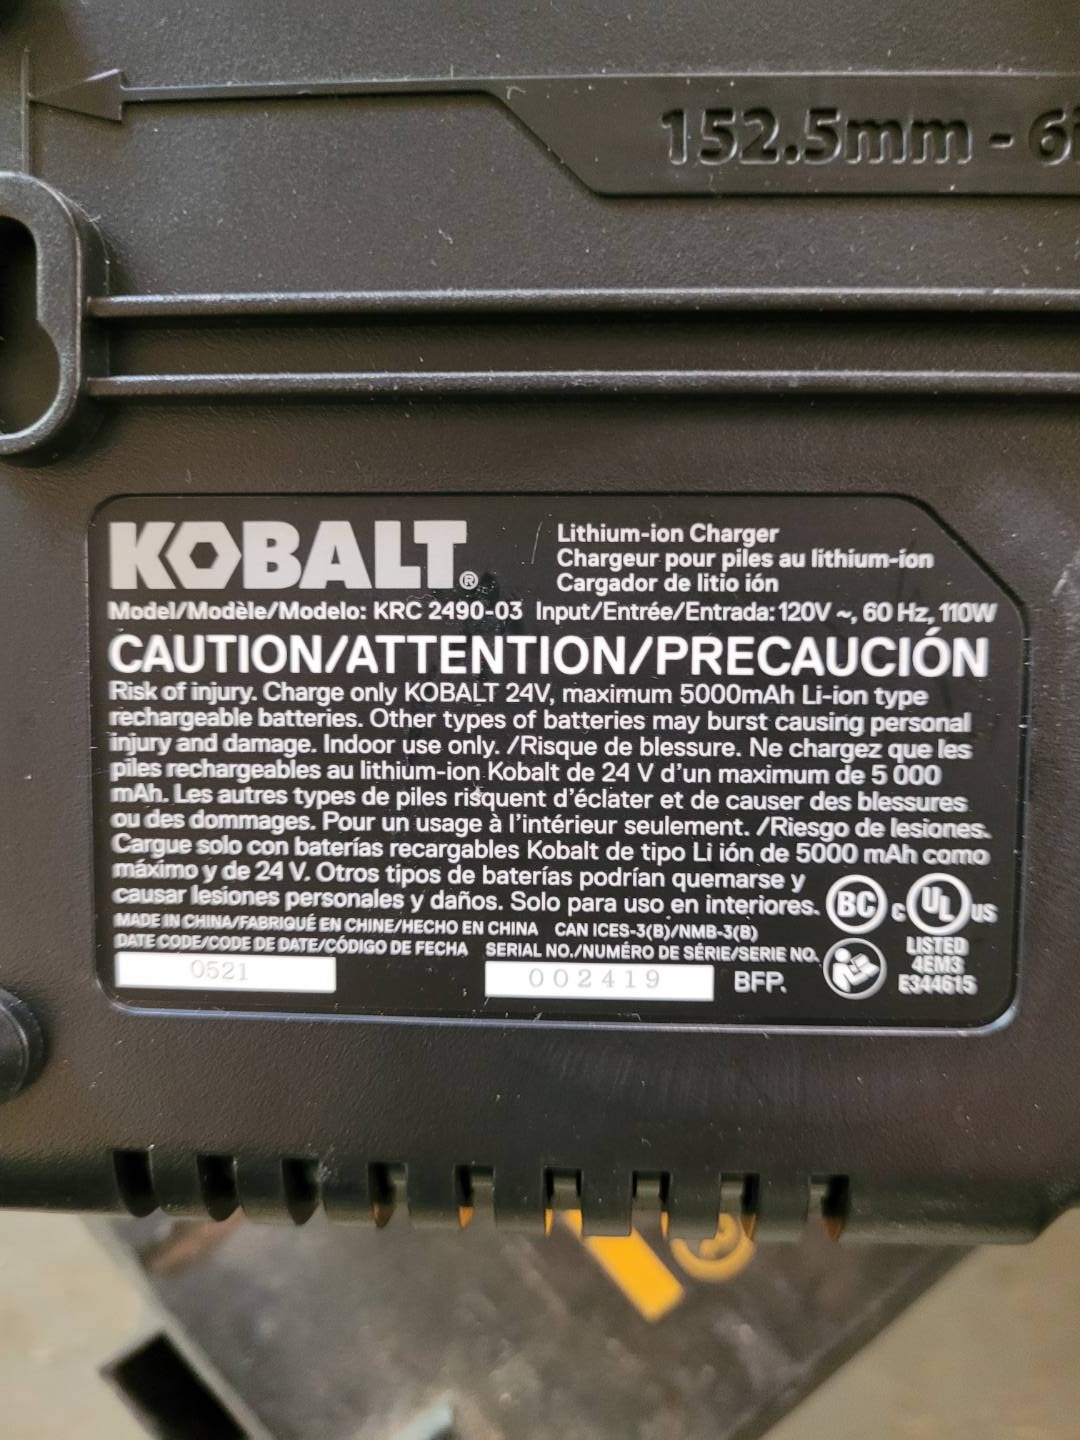 152.5mm - 6i
KOBALT®
Lithium-ion Charger
Chargeur pour piles au lithium-ion
Cargador de litio ión
Model/Modèle/Modelo: KRC 2490-03 Input/Entrée/Entrada: 120V ~, 60 Hz, 110W
CAUTION/ATTENTION/PRECAUCIÓN
Risk of injury. Charge only KOBALT 24V, maximum 5000mAh Li-ion type
rechargeable batteries. Other types of batteries may burst causing personal
injury and damage. Indoor use only. /Risque de blessure. Ne chargez que les
piles rechargeables au lithium-ion Kobalt de 24 V d'un maximum de 5 000
mAh. Les autres types de piles risquent d'éclater et de causer des blessures
ou des dommages. Pour un usage à l'intérieur seulement. /Riesgo de lesiones.
Cargue solo con baterías recargables Kobalt de tipo Li ión de 5000 mAh como
máximo y de 24 V. Otros tipos de baterías podrían quemarse y
causar lesiones personales y daños. Solo para uso en interiores.
BC
c UL US
MADE IN CHINA/FABRIQUÉ EN CHINE/HECHO EN CHINA CAN ICES-3(B)/NMB-3(B)
DATE CODE/CODE DE DATE/CÓDIGO DE FECHA SERIAL NO./NUMÉRO DE SÉRIE/SERIE NO.
LISTED
4EM3
E344615
0521
002419
BFP.